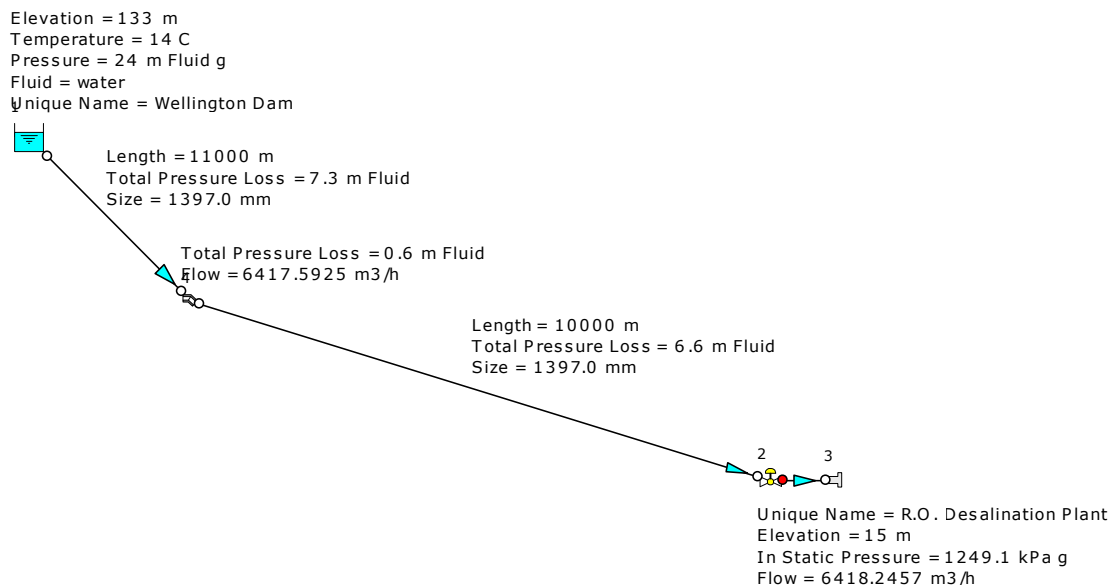 Elevation = 133 m
Temperature = 14 C
Pressure = 24 m Fluid g
Fluid = water
Unique Name = Wellington Dam
1
Length = 11000 m
Total Pressure Loss = 7.3 m Fluid
Size = 1397.0 mm
Total Pressure Loss = 0.6 m Fluid
Flow = 6417.5925 m3/h
4
Length = 10000 m
Total Pressure Loss = 6.6 m Fluid
Size = 1397.0 mm
2
3
Unique Name = R.O. Desalination Plant
Elevation = 15 m
In Static Pressure = 1249.1 kPa g
Flow = 6418.2457 m3/h